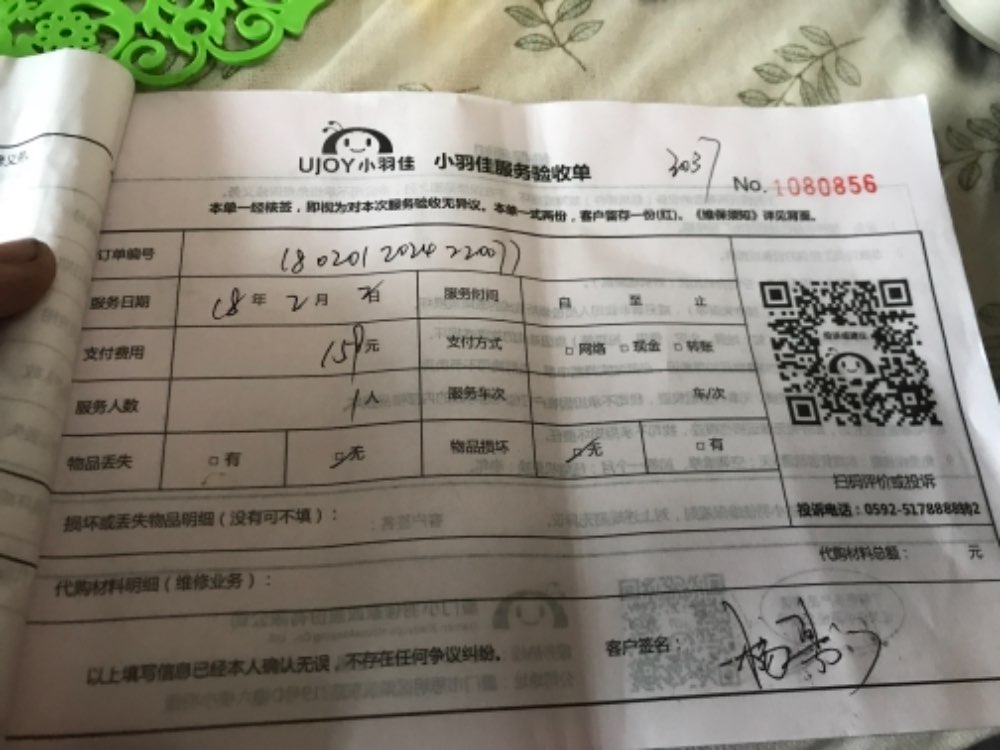 UJOY小羽佳 小羽佳服务验收单
3037
No. 1080856
本单一经核签，即视为对本次服务验收无异议。本单一式两份，客户留存一份(红)。《维保须知》详见背面。
订单编号 180201202422007
服务日期 18年 2月 日 服务时间 自 至 止
支付费用 158元 支付方式 □网络 □现金 □转账
服务人数 1人 服务车次 车/次
物品丢失 □有 □无 物品损坏 □无 □有
扫码评价或投诉
投诉电话：0592-5178888转2
损坏或丢失物品明细（没有可不填）：
代购材料总额： 元
代购材料明细（维修业务）：
客户签名：
以上填写信息已经本人确认无误，不存在任何争议纠纷。